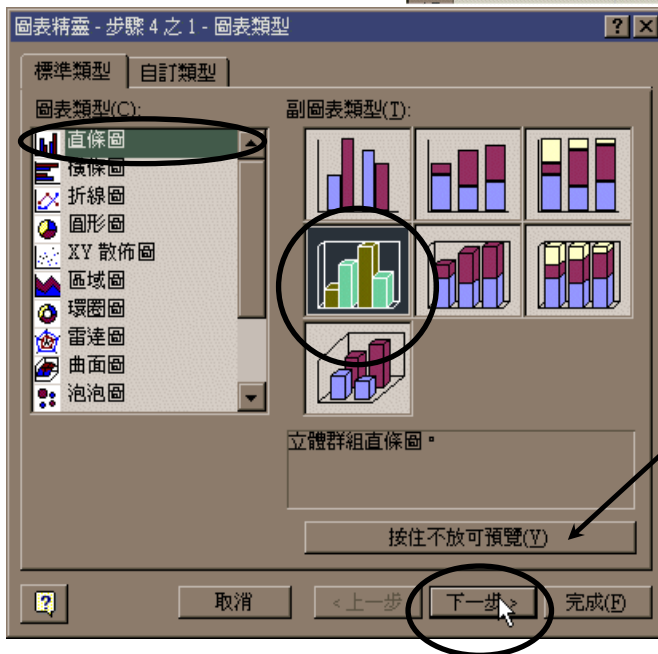 圖表精靈 - 步驟 4 之 1 - 圖表類型
標準類型 自訂類型
圖表類型(C):
直條圖
橫條圖
折線圖
圓形圖
XY 散佈圖
區域圖
環圈圖
雷達圖
曲面圖
泡泡圖
副圖表類型(T):
立體群組直條圖。
按住不放可預覽(V)
取消 <上一步 下一步> 完成(F)